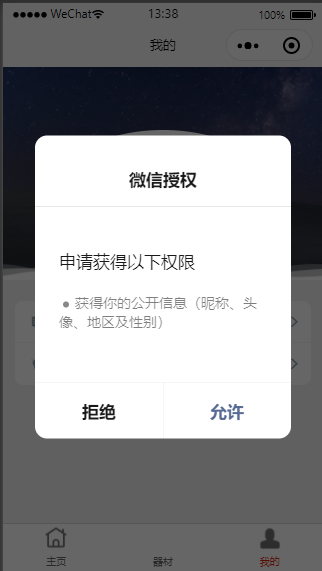 WeChat 13:38 100%
我的
微信授权
申请获得以下权限
● 获得你的公开信息（昵称、头
像、地区及性别）
拒绝 允许
主页 器材 我的